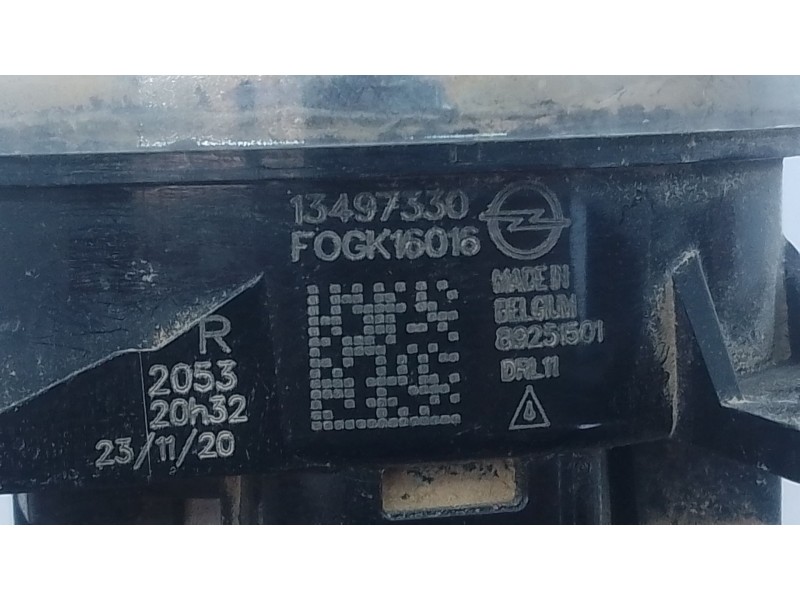 13497330
FOGK16016
MADE IN
BELGIUM
89251501
DRL11
R
2053
20h32
23/11/20